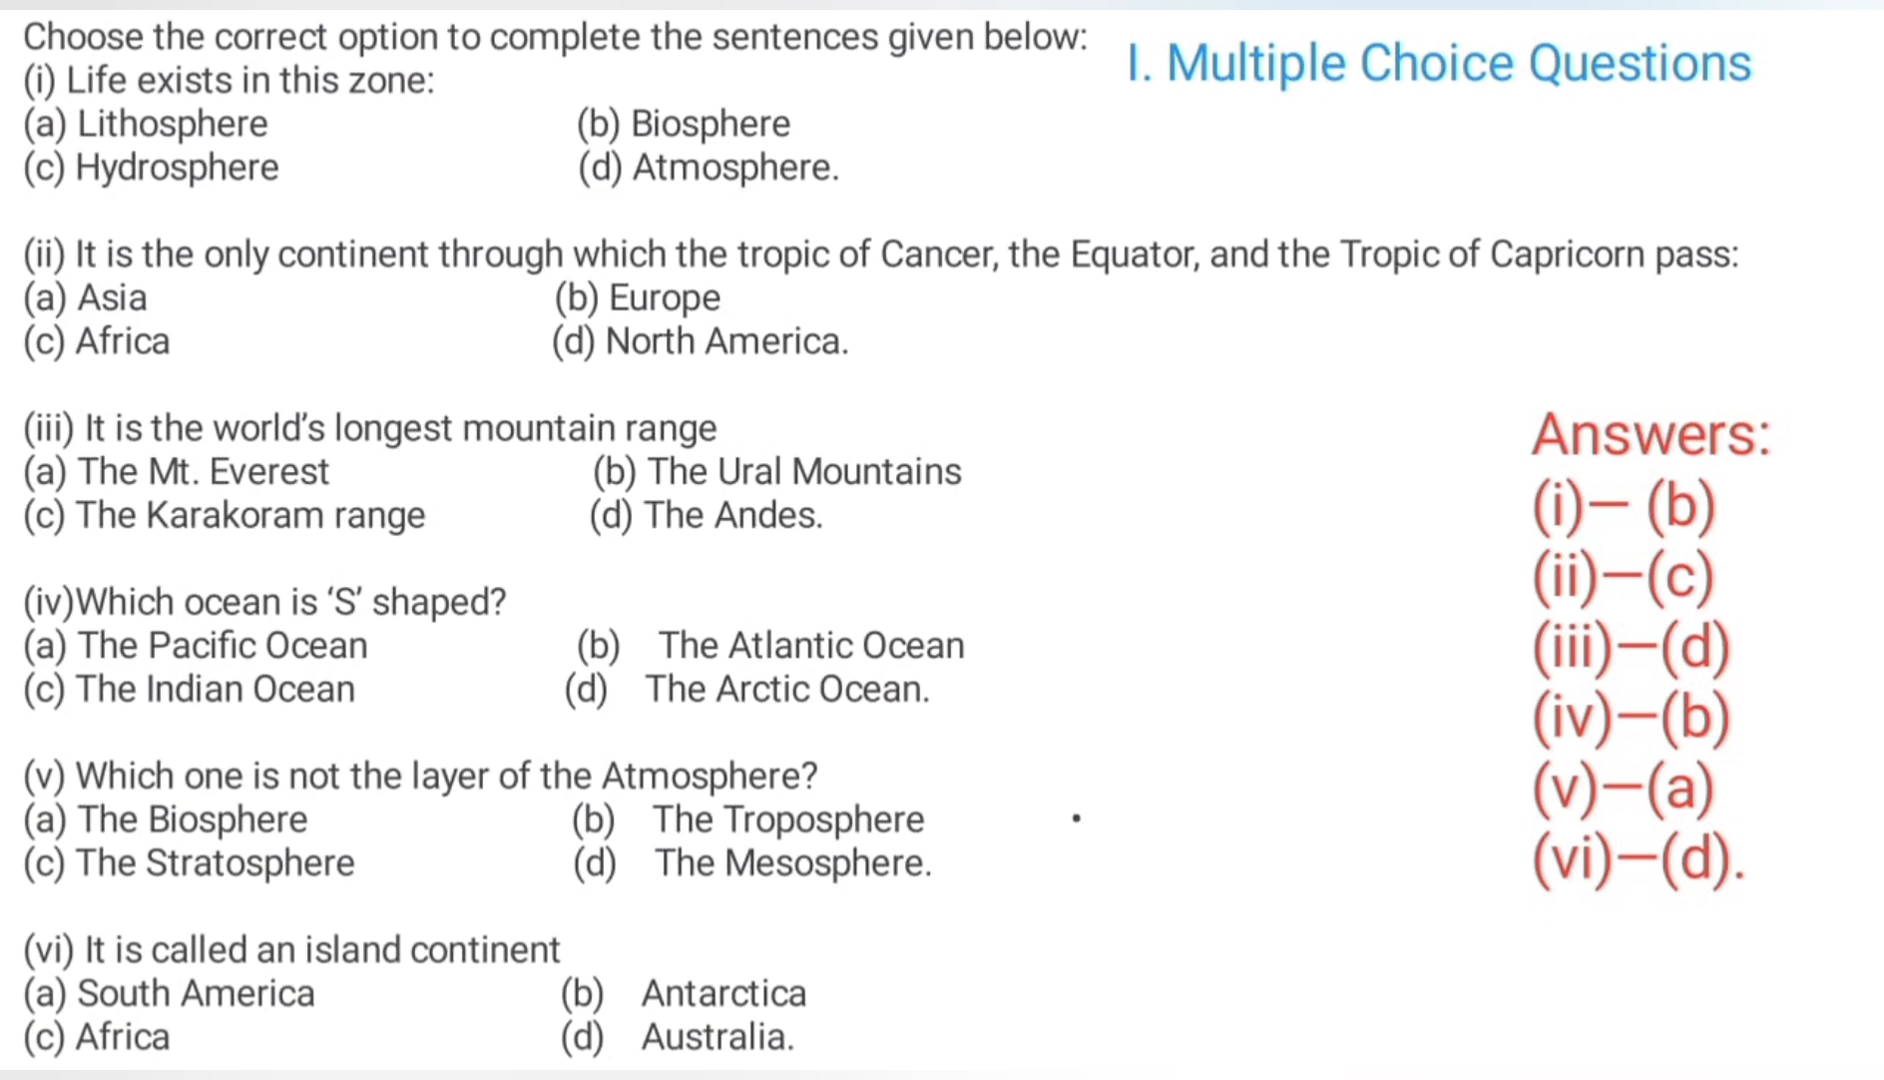 Choose the correct option to complete the sentences given below:
I. Multiple Choice Questions
(i) Life exists in this zone:
(a) Lithosphere (b) Biosphere
(c) Hydrosphere (d) Atmosphere.
(ii) It is the only continent through which the tropic of Cancer, the Equator, and the Tropic of Capricorn pass:
(a) Asia (b) Europe
(c) Africa (d) North America.
(iii) It is the world's longest mountain range
(a) The Mt. Everest (b) The Ural Mountains
(c) The Karakoram range (d) The Andes.
(iv)Which ocean is ‘S’ shaped?
(a) The Pacific Ocean (b) The Atlantic Ocean
(c) The Indian Ocean (d) The Arctic Ocean.
(v) Which one is not the layer of the Atmosphere?
(a) The Biosphere (b) The Troposphere
(c) The Stratosphere (d) The Mesosphere.
(vi) It is called an island continent
(a) South America (b) Antarctica
(c) Africa (d) Australia.
Answers:
(i)— (b)
(ii)—(c)
(iii)—(d)
(iv)—(b)
(v)—(a)
(vi)—(d).